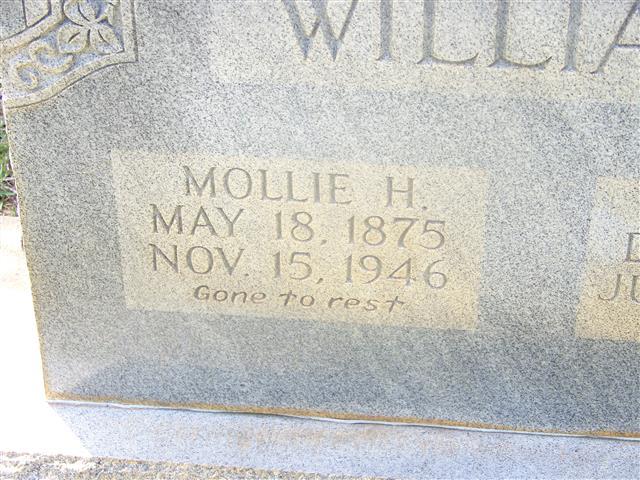 MOLLIE H.
MAY 18, 1875
NOV. 15, 1946
Gone to rest